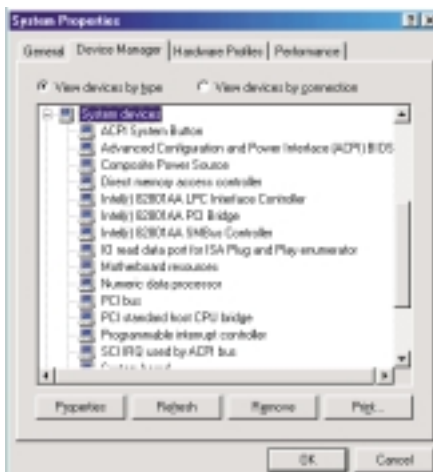 System Properties
General Device Manager Hardware Profiles Performance
View devices by type View devices by connection
System devices
ACPI System Button
Advanced Configuration and Power Interface (ACPI) BIOS
Composite Power Source
Direct memory access controller
Intel(r) 82801AA LPC Interface Controller
Intel(r) 82801AA PCI Bridge
Intel(r) 82801AA SMBus Controller
IO read data port for ISA Plug and Play enumerator
Motherboard resources
Numeric data processor
PCI bus
PCI standard host CPU bridge
Programmable interrupt controller
SCI IRQ used by ACPI bus
System board
Properties Refresh Remove Print...
OK Cancel